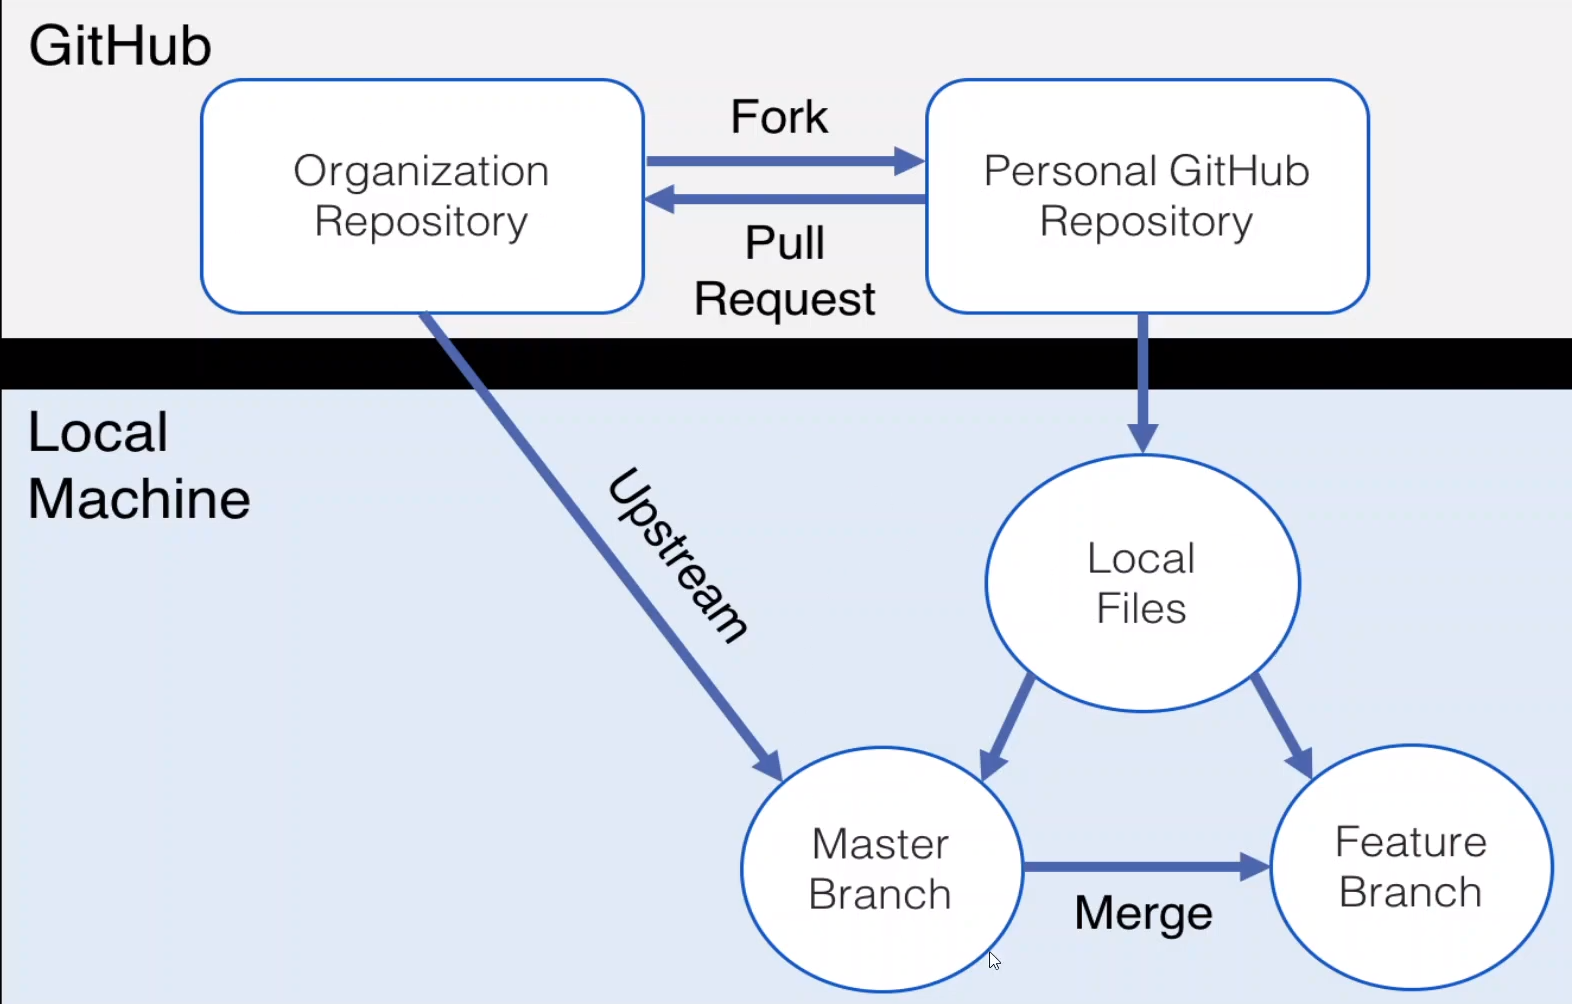 GitHub
Organization
Repository
Fork
Pull
Request
Personal GitHub
Repository
Local
Machine
Upstream
Local
Files
Master
Branch
Merge
Feature
Branch